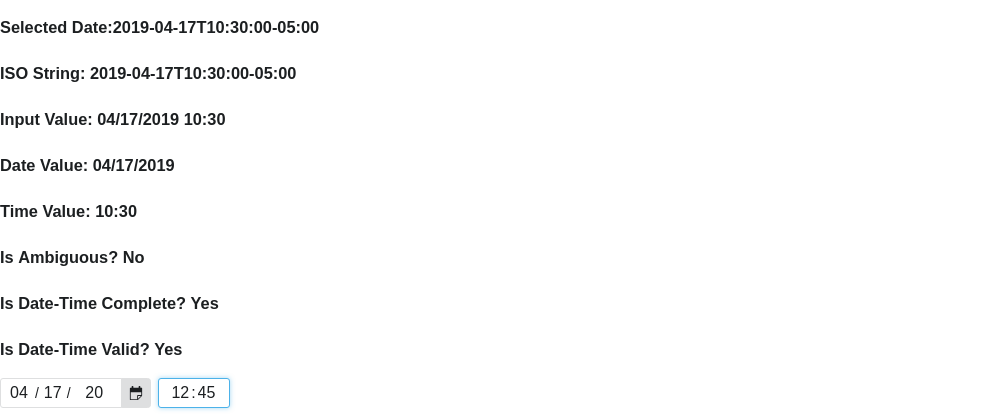 Selected Date:2019-04-17T10:30:00-05:00
ISO String: 2019-04-17T10:30:00-05:00
Input Value: 04/17/2019 10:30
Date Value: 04/17/2019
Time Value: 10:30
Is Ambiguous? No
Is Date-Time Complete? Yes
Is Date-Time Valid? Yes
04 / 17 / 20 12:45